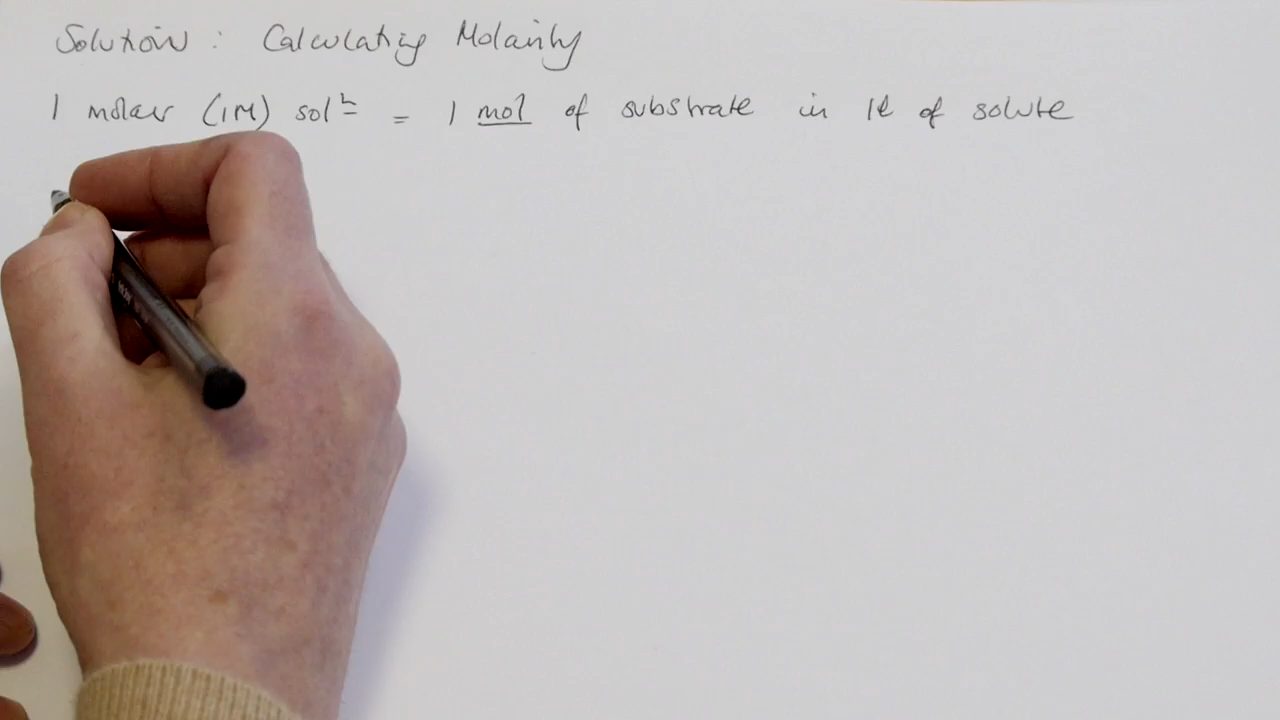 Solution : Calculating Molarity
1 molar (1M) solⁿ = 1 mol of substrate in 1ℓ of solute